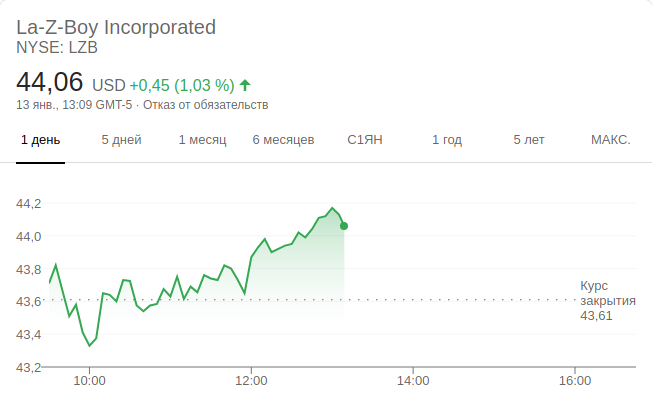 La-Z-Boy Incorporated
NYSE: LZB
44,06 USD +0,45 (1,03 %)
13 янв., 13:09 GMT-5 · Отказ от обязательств
1 день 5 дней 1 месяц 6 месяцев С1ЯН 1 год 5 лет МАКС.
44,2
44,0
43,8
43,6
43,4
43,2
Курс
закрытия
43,61
10:00 12:00 14:00 16:00